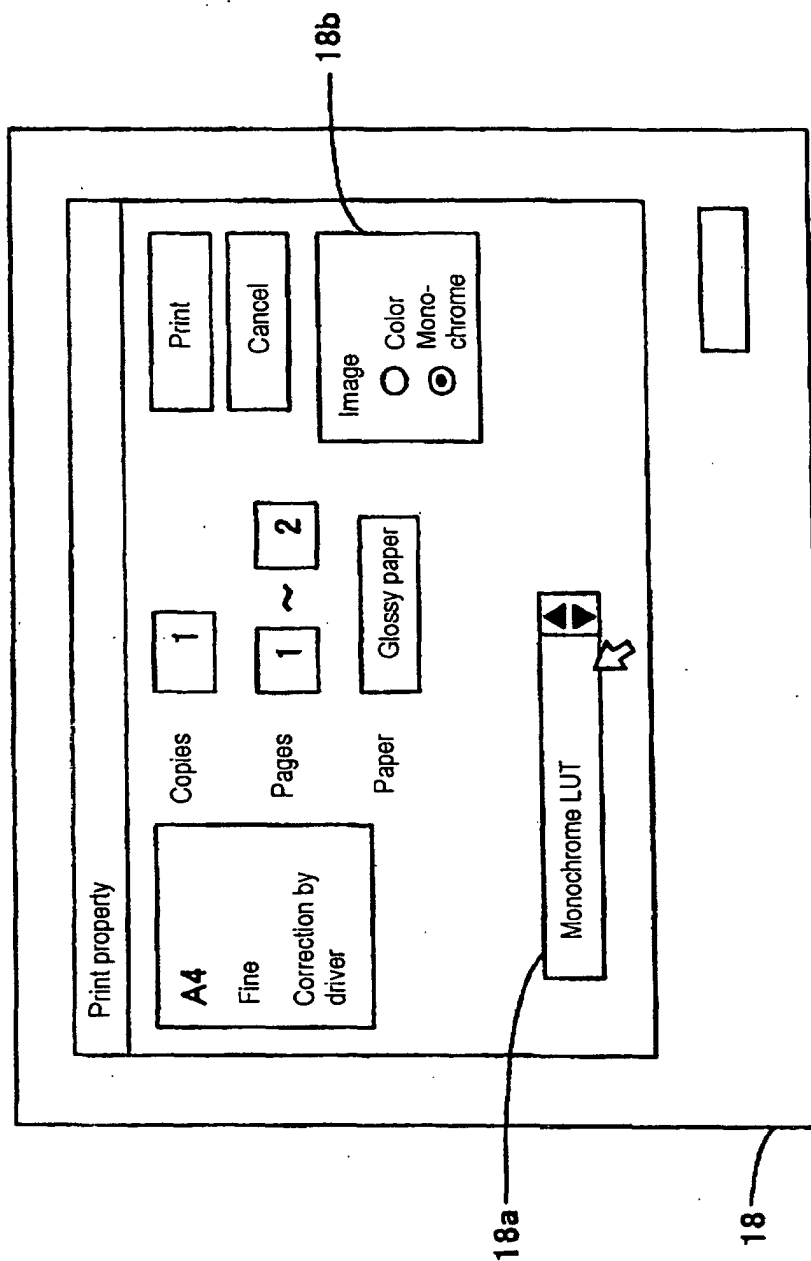 Print property
A4
Fine
Correction by
driver
Copies
1
Pages
1 ~ 2
Paper
Glossy paper
Print
Cancel
Image
Color
Mono-
chrome
Monochrome LUT
18a
18b
18